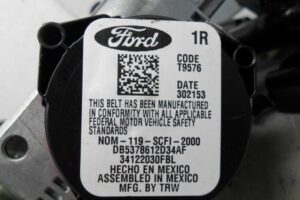 Ford
1R
CODE
T9576
DATE
302153
THIS BELT HAS BEEN MANUFACTURED
IN CONFORMITY WITH ALL APPLICABLE
FEDERAL MOTOR VEHICLE SAFETY
STANDARDS
NOM-119-SCFI-2000
DB5378612D34AF
34122030FBL
HECHO EN MEXICO
ASSEMBLED IN MEXICO
MFG. BY TRW